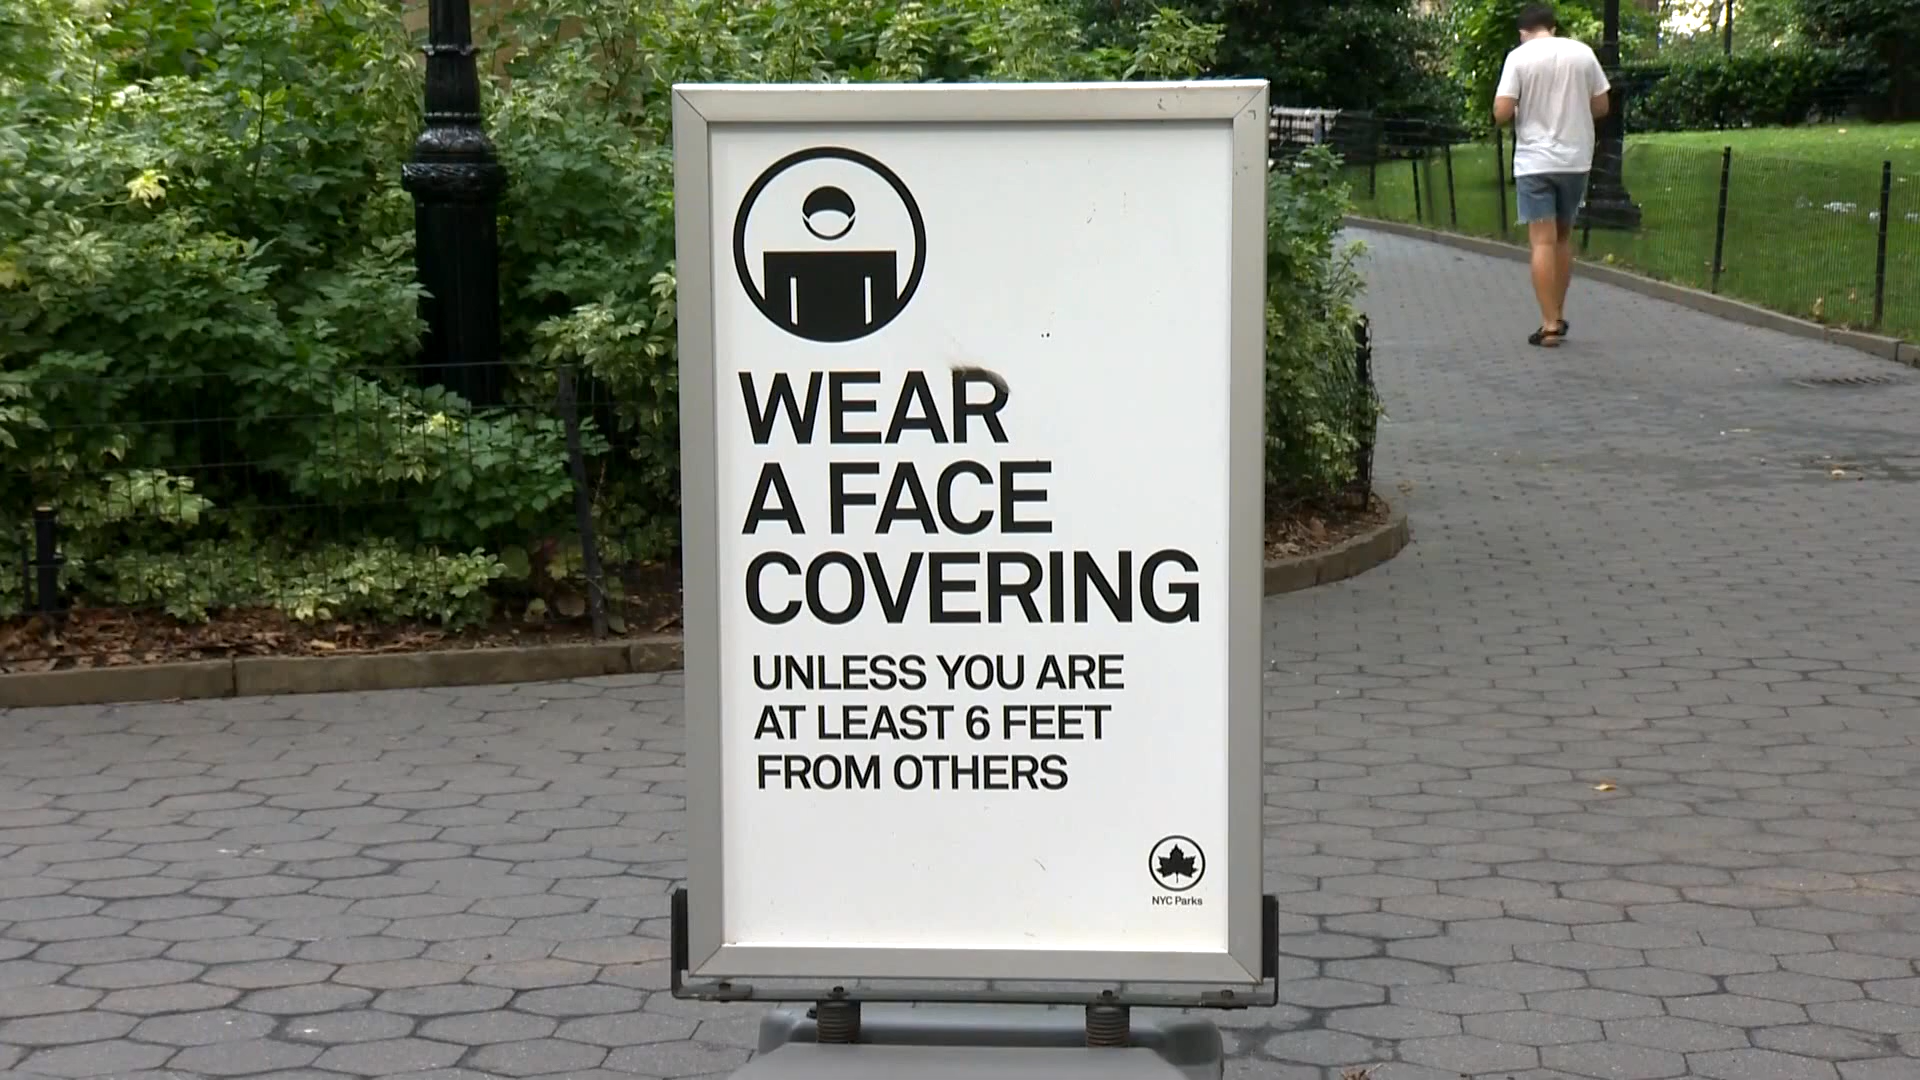 WEAR
A FACE
COVERING
UNLESS YOU ARE
AT LEAST 6 FEET
FROM OTHERS
NYC Parks